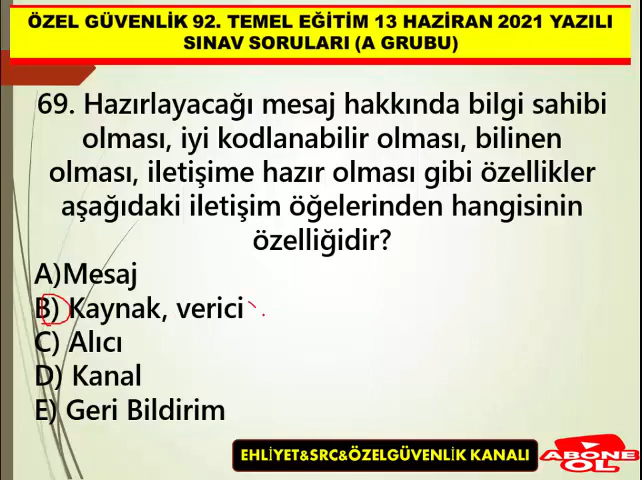 ÖZEL GÜVENLİK 92. TEMEL EĞİTİM 13 HAZİRAN 2021 YAZILI
SINAV SORULARI (A GRUBU)
69. Hazırlayacağı mesaj hakkında bilgi sahibi
olması, iyi kodlanabilir olması, bilinen
olması, iletişime hazır olması gibi özellikler
aşağıdaki iletişim öğelerinden hangisinin
özelliğidir?
A)Mesaj
B) Kaynak, verici
C) Alıcı
D) Kanal
E) Geri Bildirim
EHLİYET&SRC&ÖZELGÜVENLİK KANALI
ABONE
OL